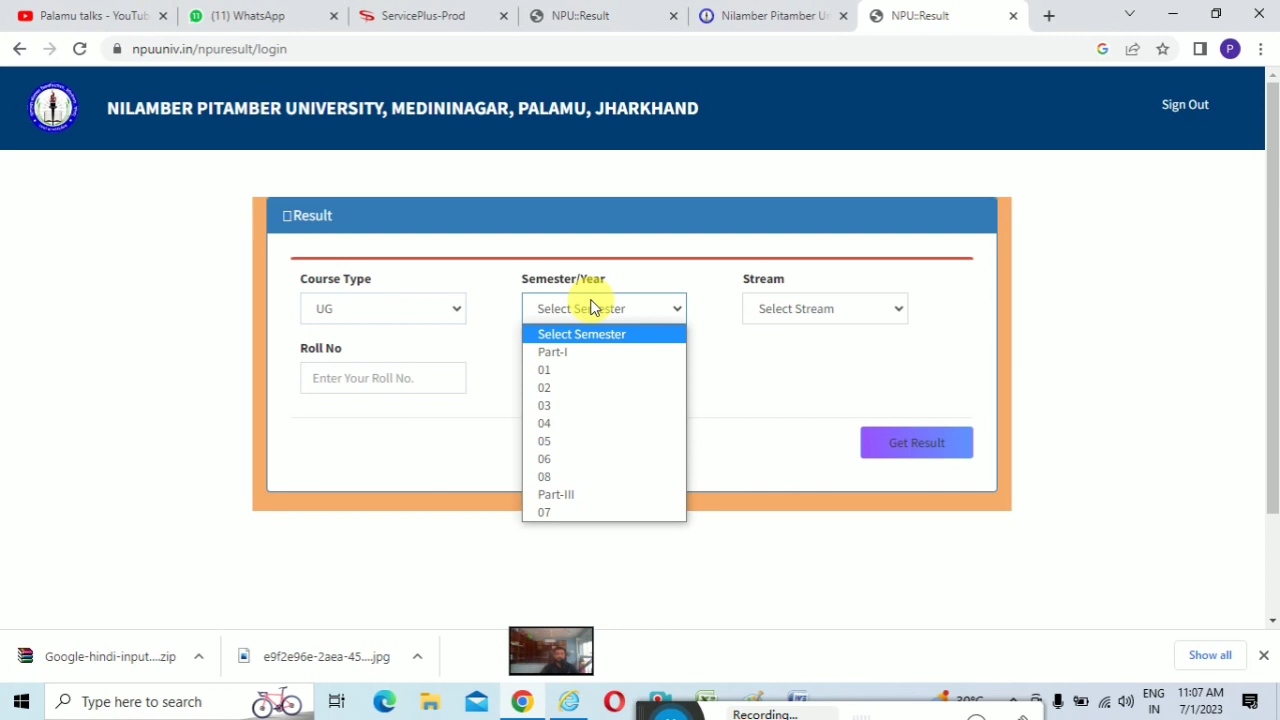 Palamu talks - YouTub
(11) WhatsApp
ServicePlus-Prod
NPU::Result
Nilamber Pitamber Un
NPU::Result
npuuniv.in/npuresult/login
G
P
NILAMBER PITAMBER UNIVERSITY, MEDININAGAR, PALAMU, JHARKHAND
Sign Out
Result
Course Type
Semester/Year
Stream
UG
Select Semester
Select Stream
Select Semester
Roll No
Part-I
01
Enter Your Roll No.
02
03
04
05
Get Result
06
08
Part-III
07
Google-hindi-input....zip
e9f2e96e-2aea-45....jpg
Show all
Type here to search
ENG
11:07 AM
IN
7/1/2023
Recording...